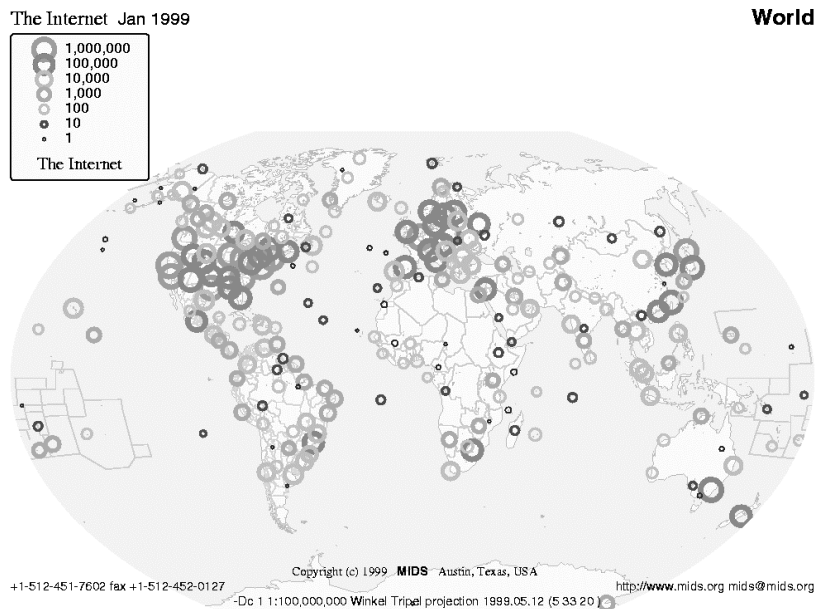 The Internet Jan 1999
World
1,000,000
100,000
10,000
1,000
100
10
1
The Internet
Copyright (c) 1999 MIDS Austin, Texas, USA
+1-512-451-7602 fax +1-512-452-0127
http://www.mids.org mids@mids.org
-Dc 1 1:100,000,000 Winkel Tripel projection 1999.05.12 (5 33 20 )